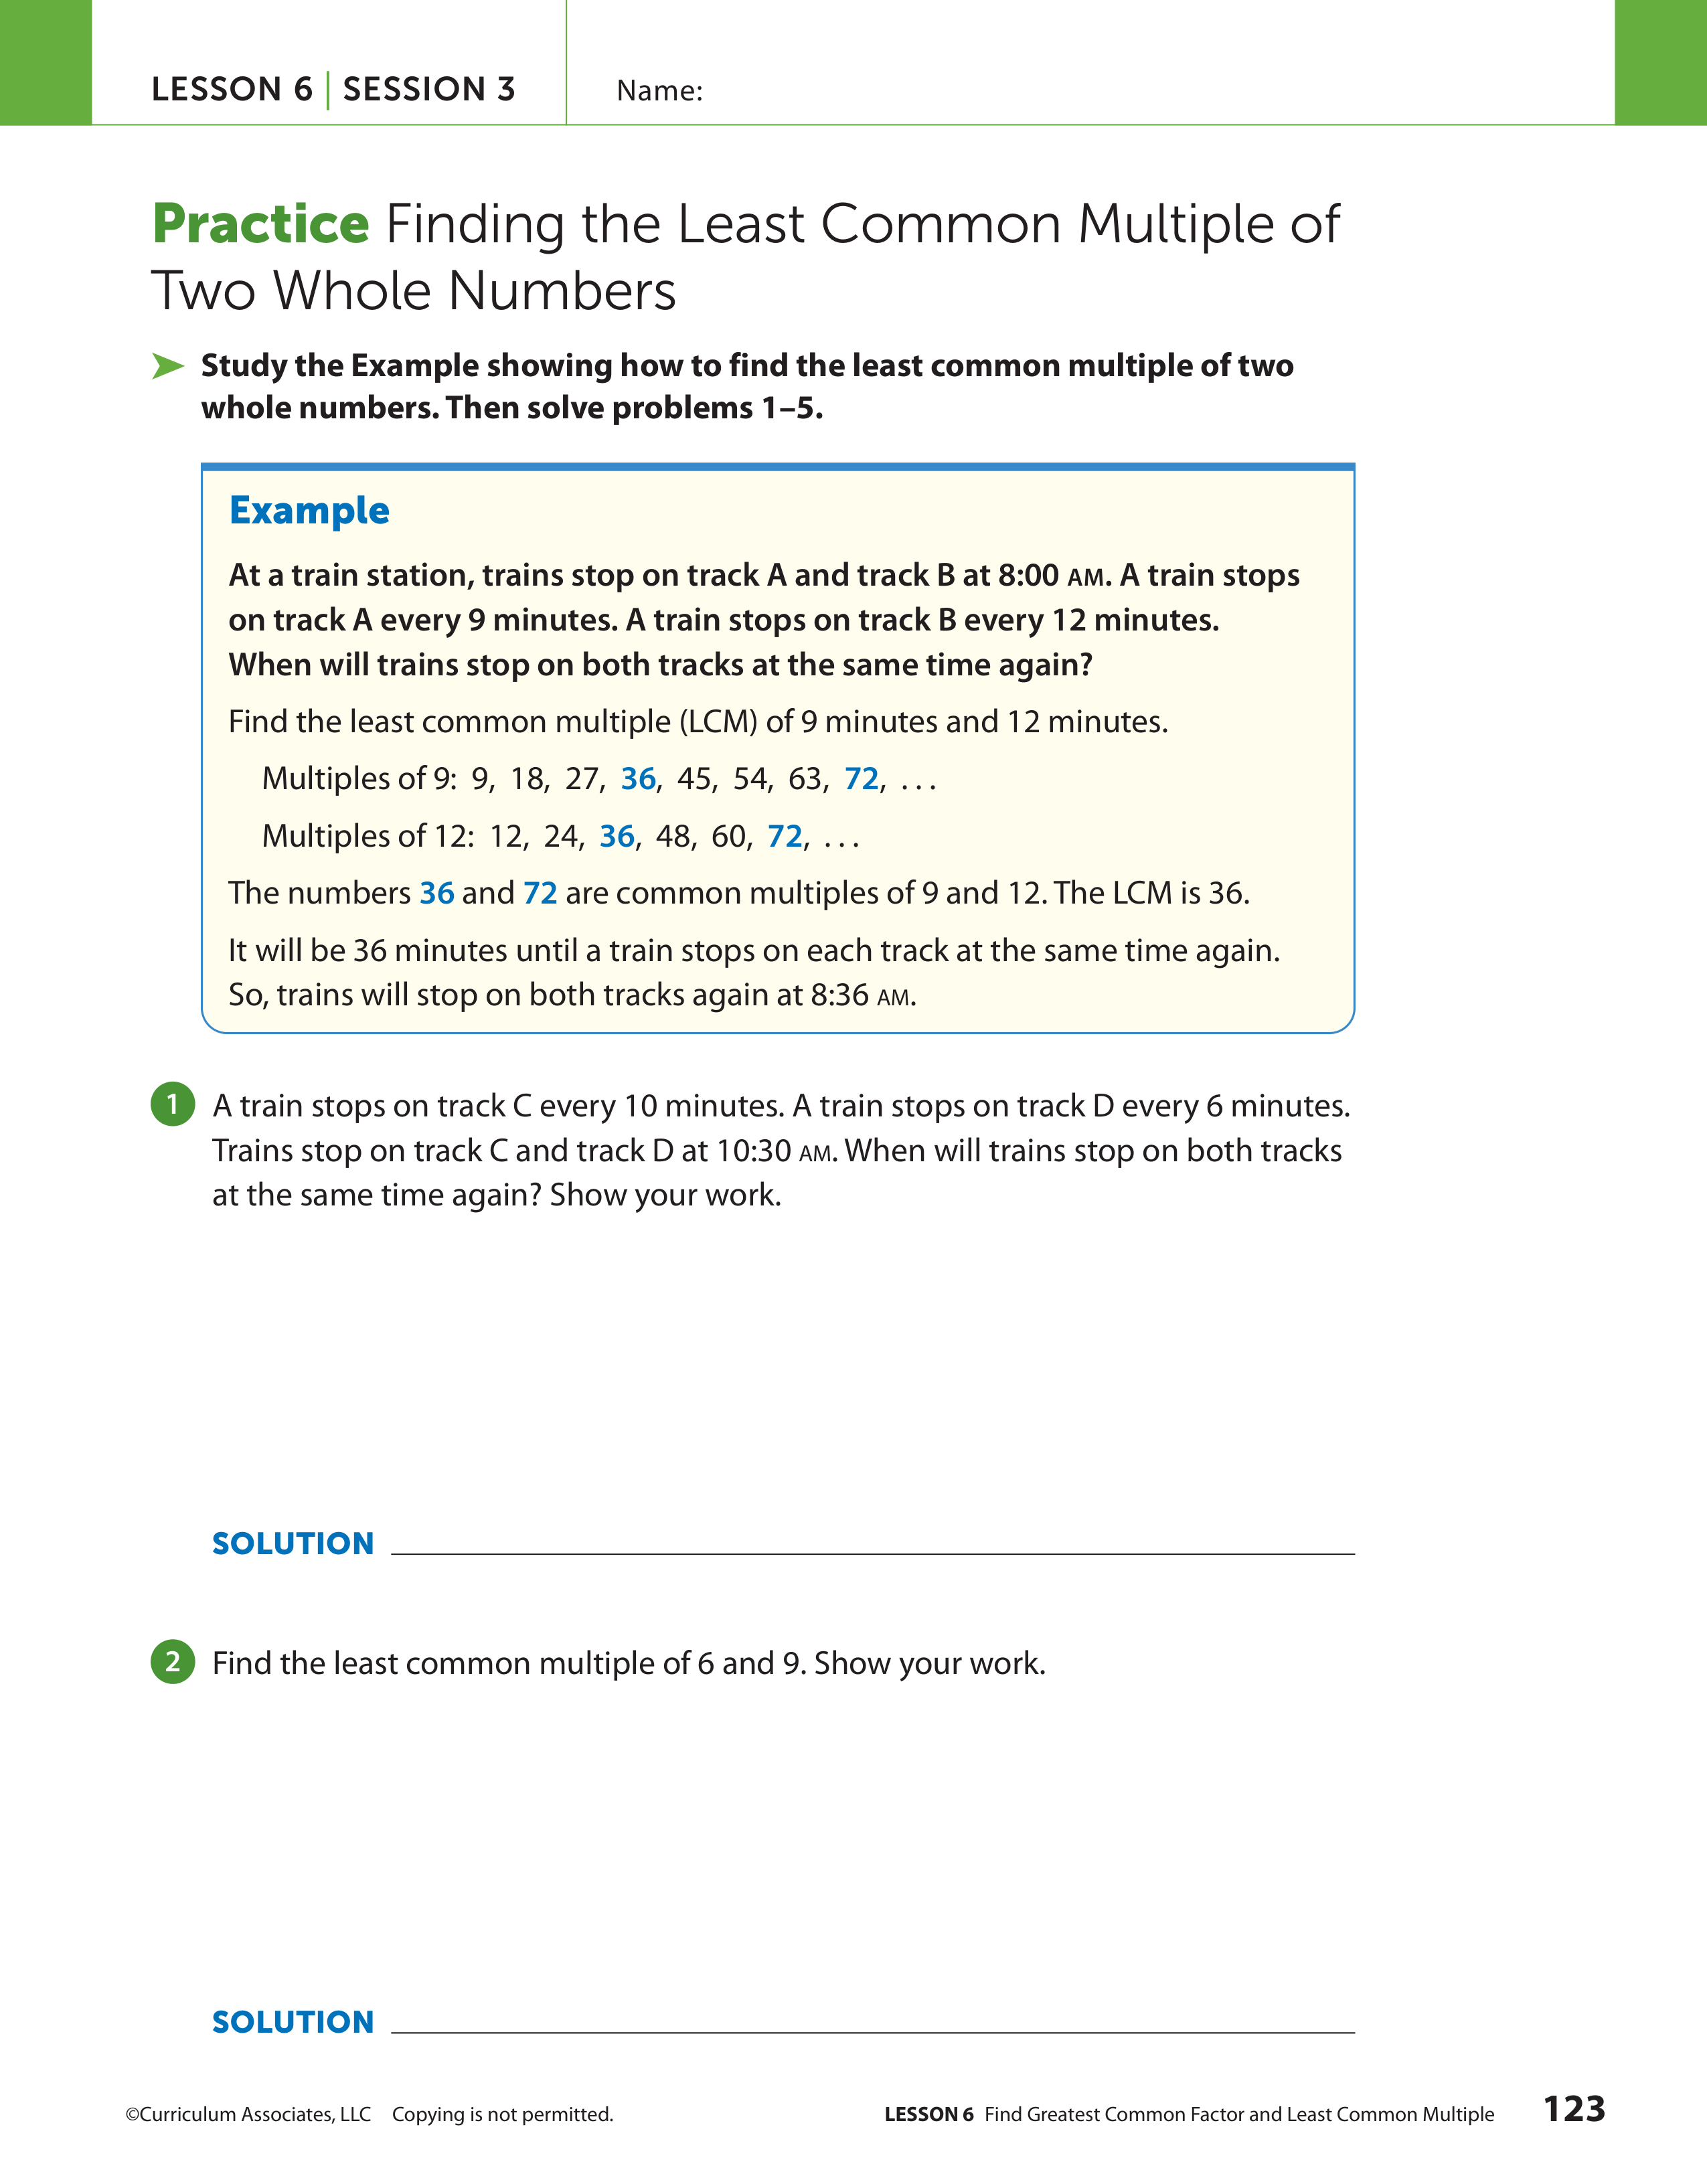 LESSON 6 | SESSION 3
Name:
Practice Finding the Least Common Multiple of
Two Whole Numbers
➤ Study the Example showing how to find the least common multiple of two
whole numbers. Then solve problems 1–5.
Example
At a train station, trains stop on track A and track B at 8:00 AM. A train stops
on track A every 9 minutes. A train stops on track B every 12 minutes.
When will trains stop on both tracks at the same time again?
Find the least common multiple (LCM) of 9 minutes and 12 minutes.
Multiples of 9: 9, 18, 27, 36, 45, 54, 63, 72, . . .
Multiples of 12: 12, 24, 36, 48, 60, 72, . . .
The numbers 36 and 72 are common multiples of 9 and 12. The LCM is 36.
It will be 36 minutes until a train stops on each track at the same time again.
So, trains will stop on both tracks again at 8:36 AM.
1 A train stops on track C every 10 minutes. A train stops on track D every 6 minutes.
Trains stop on track C and track D at 10:30 AM. When will trains stop on both tracks
at the same time again? Show your work.
SOLUTION
2 Find the least common multiple of 6 and 9. Show your work.
SOLUTION
©Curriculum Associates, LLC Copying is not permitted.
LESSON 6 Find Greatest Common Factor and Least Common Multiple 123